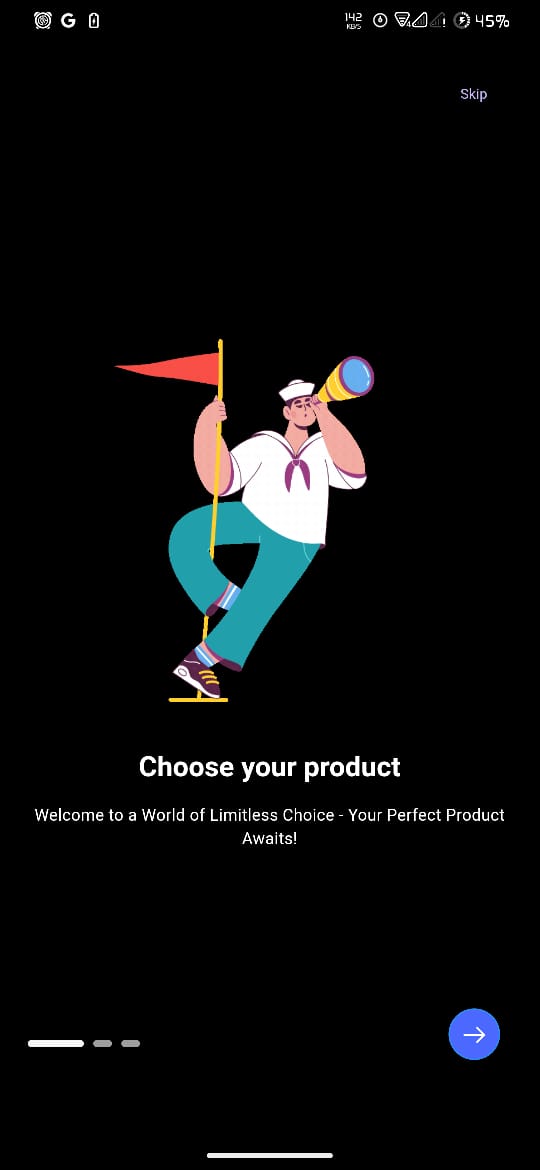 142
KB/S
45%
Skip
Choose your product
Welcome to a World of Limitless Choice - Your Perfect Product
Awaits!